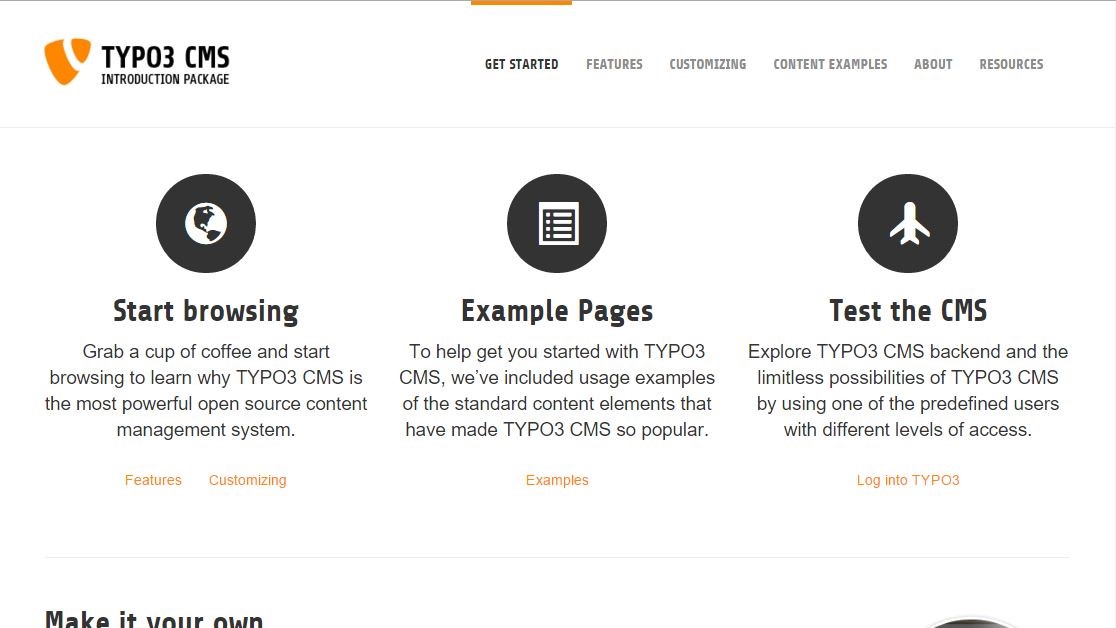 TYPO3 CMS
INTRODUCTION PACKAGE
GET STARTED FEATURES CUSTOMIZING CONTENT EXAMPLES ABOUT RESOURCES
Start browsing
Grab a cup of coffee and start
browsing to learn why TYPO3 CMS is
the most powerful open source content
management system.
Features Customizing
Example Pages
To help get you started with TYPO3
CMS, we’ve included usage examples
of the standard content elements that
have made TYPO3 CMS so popular.
Examples
Test the CMS
Explore TYPO3 CMS backend and the
limitless possibilities of TYPO3 CMS
by using one of the predefined users
with different levels of access.
Log into TYPO3
Make it your own